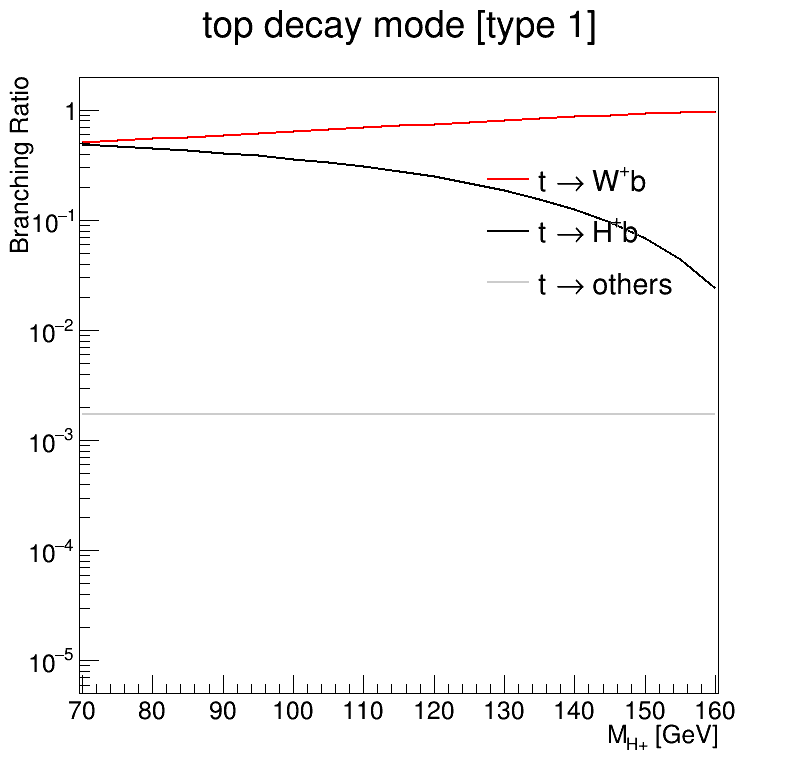 top decay mode [type 1]
Branching Ratio
1
10⁻¹
10⁻²
10⁻³
10⁻⁴
10⁻⁵
t → W⁺b
t → H⁺b
t → others
70 80 90 100 110 120 130 140 150 160
M_H+ [GeV]